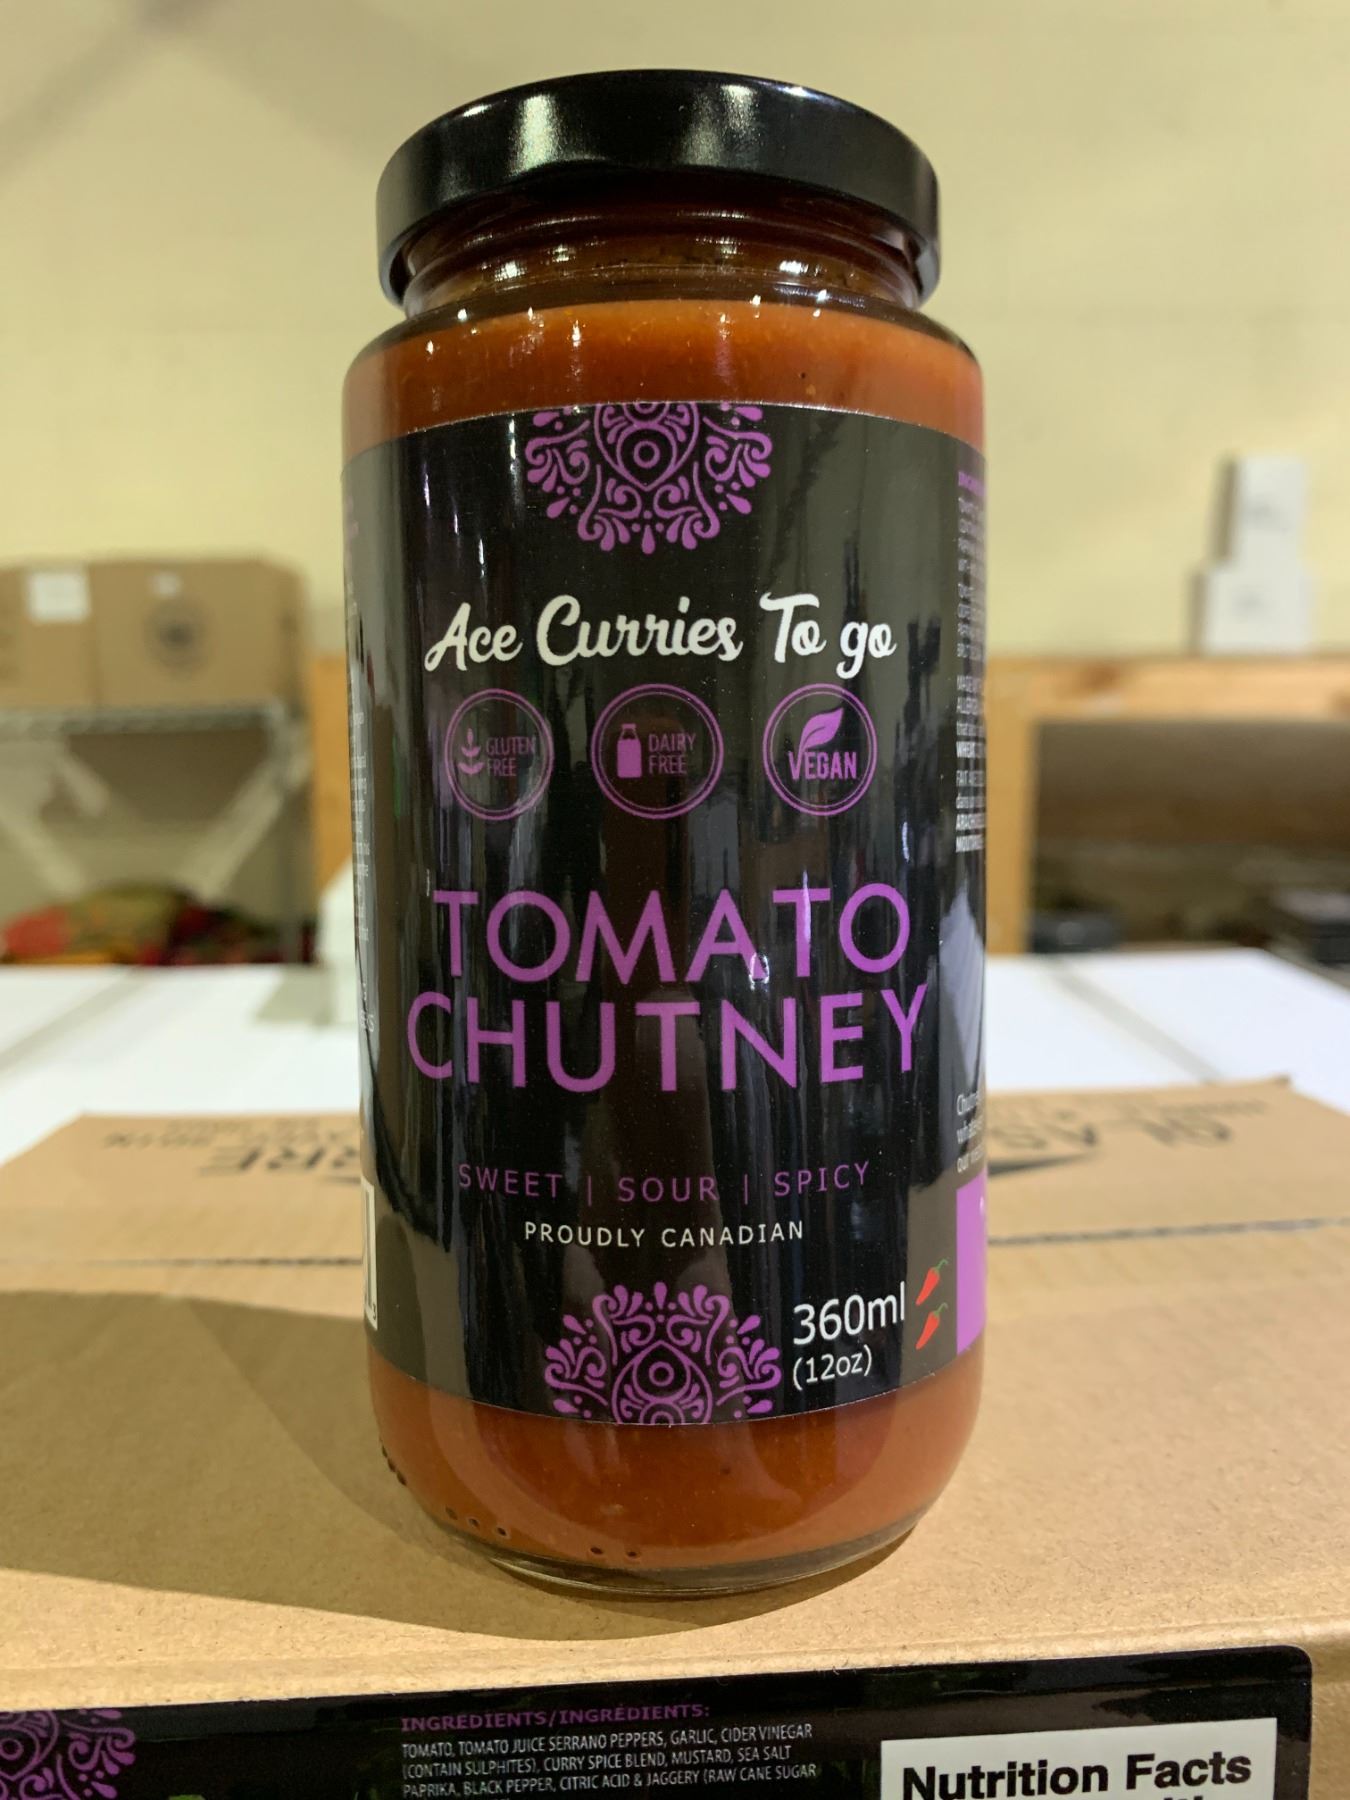 Ace Curries To go
GLUTEN FREE
DAIRY FREE
VEGAN
TOMATO
CHUTNEY
SWEET | SOUR | SPICY
PROUDLY CANADIAN
360ml
(12oz)
INGREDIENTS/INGRÉDIENTS:
TOMATO, TOMATO JUICE SERRANO PEPPERS, GARLIC, CIDER VINEGAR
(CONTAIN SULPHITES), CURRY SPICE BLEND, MUSTARD, SEA SALT
PAPRIKA, BLACK PEPPER, CITRIC ACID & JAGGERY (RAW CANE SUGAR
Nutrition Facts